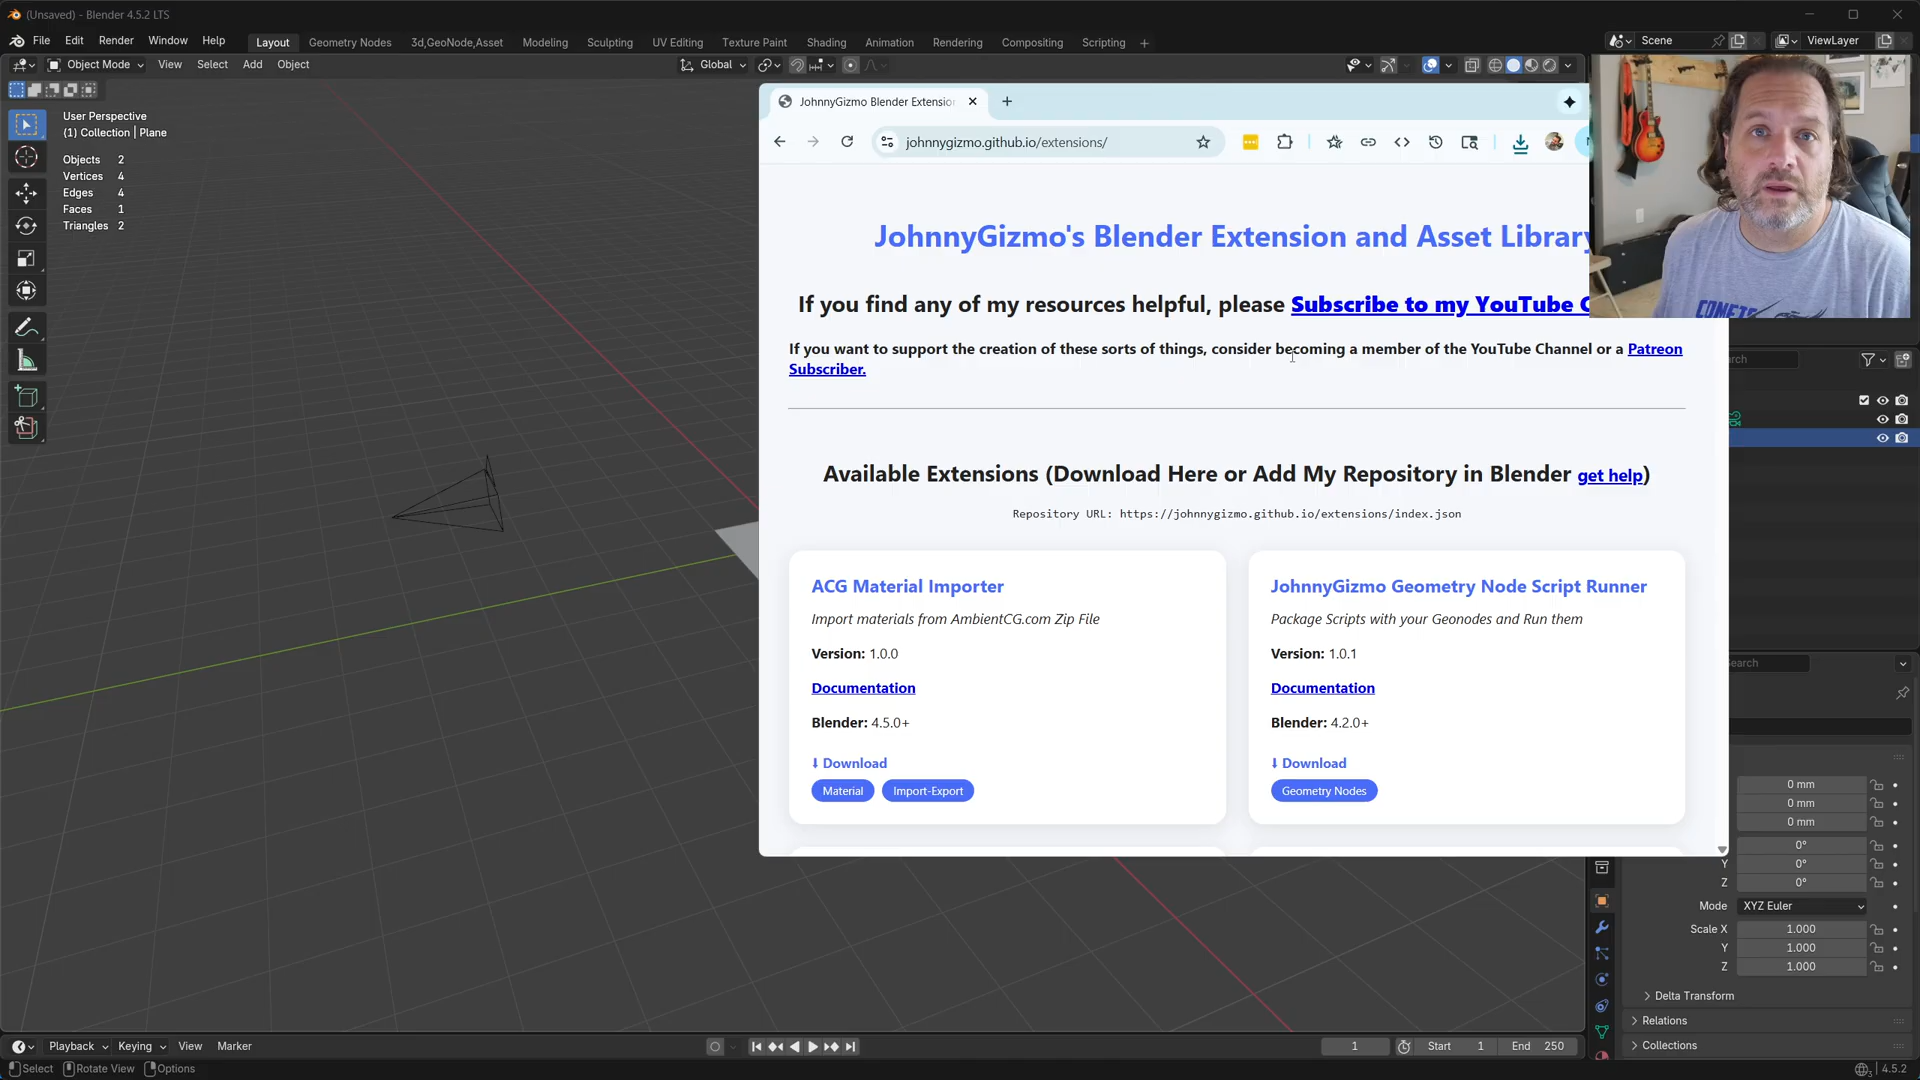 (Unsaved) - Blender 4.5.2 LTS
File Edit Render Window Help Layout Geometry Nodes 3d,GeoNode,Asset Modeling Sculpting UV Editing Texture Paint Shading Animation Rendering Compositing Scripting Scene ViewLayer
Object Mode View Select Add Object Global
User Perspective
(1) Collection | Plane
Objects 2
Vertices 4
Edges 4
Faces 1
Triangles 2
JohnnyGizmo Blender Extensio
johnnygizmo.github.io/extensions/
JohnnyGizmo's Blender Extension and Asset Library
If you find any of my resources helpful, please Subscribe to my YouTube C
If you want to support the creation of these sorts of things, consider becoming a member of the YouTube Channel or a Patreon
Subscriber.
Available Extensions (Download Here or Add My Repository in Blender get help)
Repository URL: https://johnnygizmo.github.io/extensions/index.json
ACG Material Importer
Import materials from AmbientCG.com Zip File
Version: 1.0.0
Documentation
Blender: 4.5.0+
Download
Material Import-Export
JohnnyGizmo Geometry Node Script Runner
Package Scripts with your Geonodes and Run them
Version: 1.0.1
Documentation
Blender: 4.2.0+
Download
Geometry Nodes
COMETS
0 mm
0 mm
0 mm
0°
Y 0°
Z 0°
Mode XYZ Euler
Scale X 1.000
Y 1.000
Z 1.000
Delta Transform
Relations
Collections
Playback Keying View Marker 1 Start 1 End 250
Select Rotate View Options 4.5.2